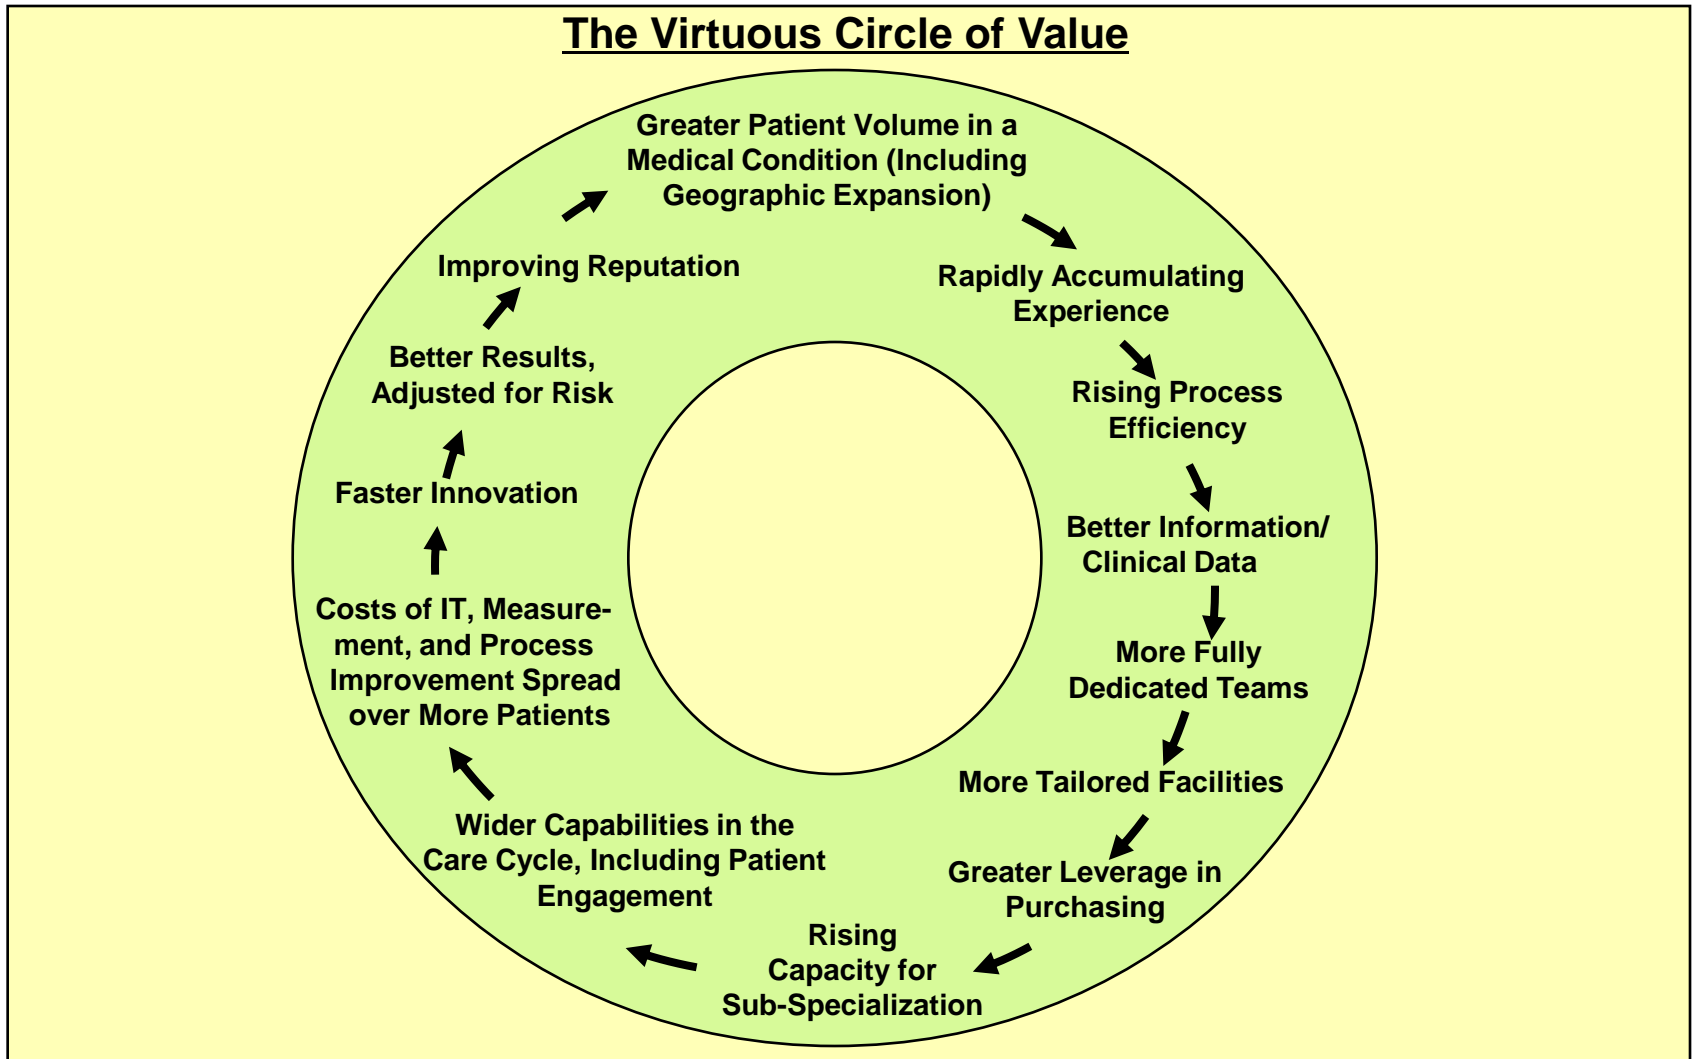 The Virtuous Circle of Value
Greater Patient Volume in a
Medical Condition (Including
Geographic Expansion)
Rapidly Accumulating
Experience
Rising Process
Efficiency
Better Information/
Clinical Data
More Fully
Dedicated Teams
More Tailored Facilities
Greater Leverage in
Purchasing
Rising
Capacity for
Sub-Specialization
Wider Capabilities in the
Care Cycle, Including Patient
Engagement
Costs of IT, Measure-
ment, and Process
Improvement Spread
over More Patients
Faster Innovation
Better Results,
Adjusted for Risk
Improving Reputation